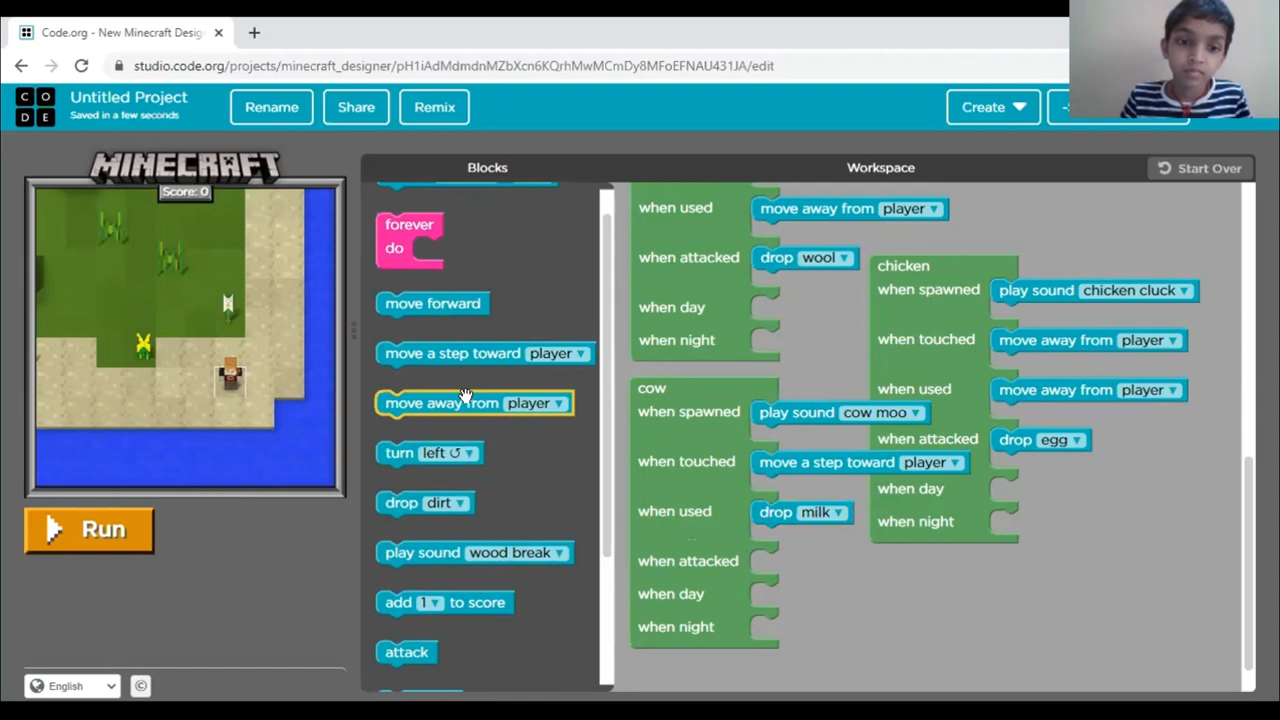 Code.org - New Minecraft Desig
studio.code.org/projects/minecraft_designer/pH1iAdMdmdnMZbXcn6KQrhMwMCmDy8MFoEFNAU431JA/edit
C O D E
Untitled Project
Saved in a few seconds
Rename
Share
Remix
Create
MINECRAFT
Score: 0
Run
English
©
Blocks
forever
do
move forward
move a step toward player
move away from player
turn left
drop dirt
play sound wood break
add 1 to score
attack
Workspace
Start Over
when used move away from player
when attacked drop wool
when day
when night
cow
when spawned play sound cow moo
when touched move a step toward player
when used drop milk
when attacked
when day
when night
chicken
when spawned play sound chicken cluck
when touched move away from player
when used move away from player
when attacked drop egg
when day
when night